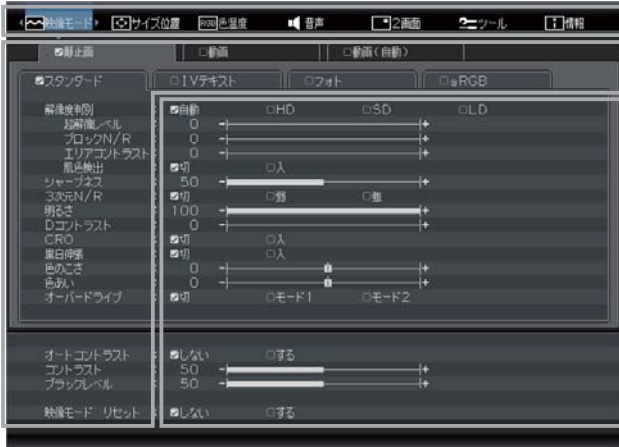 映像モード サイズ位置 RGB色温度 音声 2画面 ツール 情報
静止画 動画 動画(自動)
スタンダード IVテキスト フォト sRGB
解像度判別 : 自動 HD SD LD
超解像レベル : 0 - +
ブロックN/R : 0 - +
エリアコントラスト : 0 - +
肌色検出 : 切 入
シャープネス : 50 - +
3次元N/R : 切 弱 強
明るさ : 100 - +
Dコントラスト : 0 - +
CRO : 切 入
黒白伸張 : 切 入
色のこさ : 0 - +
色あい : 0 - +
オーバードライブ : 切 モード1 モード2
オートコントラスト : しない する
コントラスト : 50 - +
ブラックレベル : 50 - +
映像モード リセット : しない する